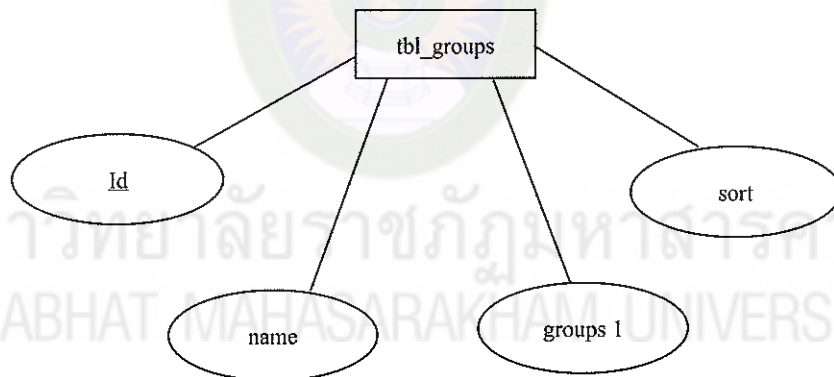 tbl_groups
Id
sort
name
groups 1
าวิทยาลัยราชภัฏมหาสารค
ABHAT MAHASARAKHAM UNIVERS